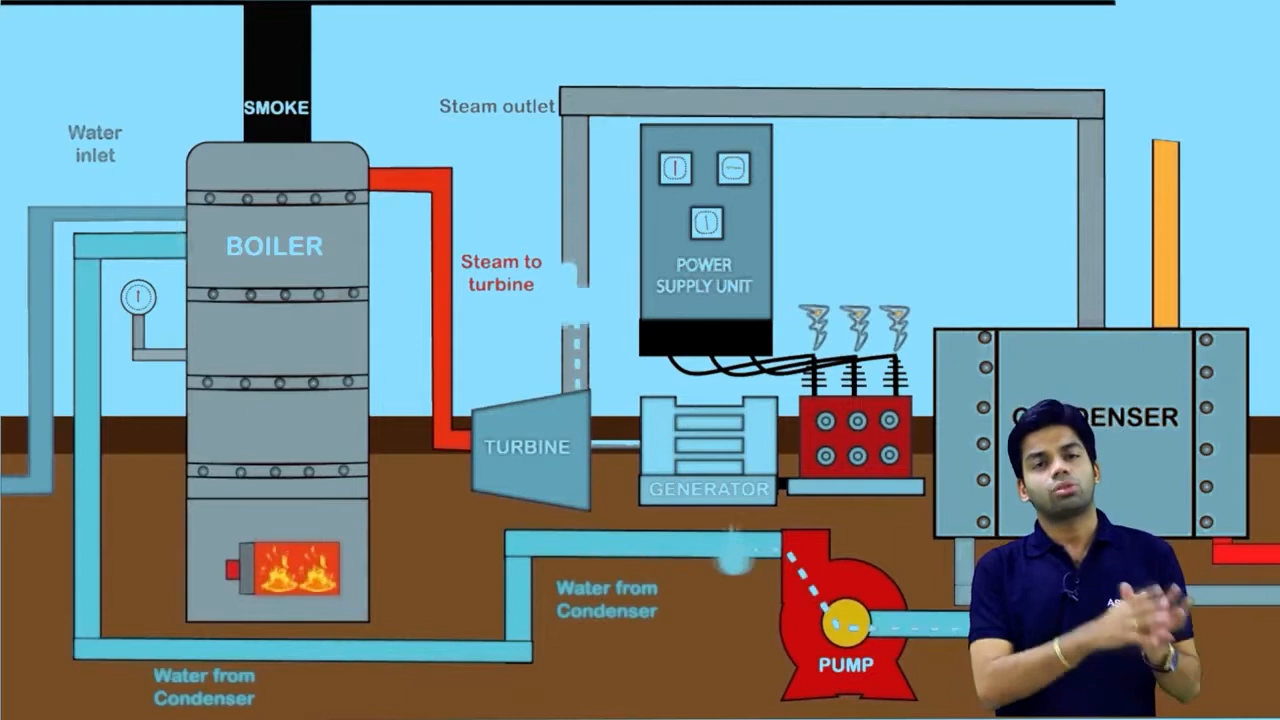 SMOKE
Steam outlet
Water
inlet
BOILER
Steam to
turbine
POWER
SUPPLY UNIT
CONDENSER
TURBINE
GENERATOR
Water from
Condenser
PUMP
Water from
Condenser